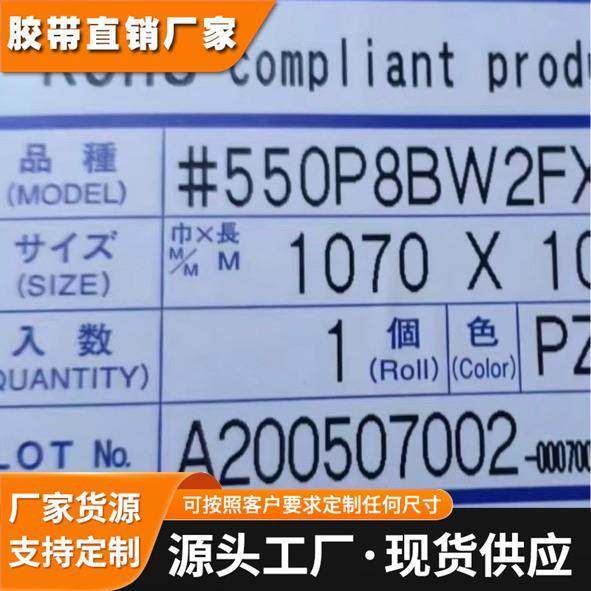 胶带直销厂家
RoHS compliant produ
品種
(MODEL)
#550P8BW2FX
サイズ
(SIZE)
巾×長
M/M M
1070 X 10
入数
QUANTITY)
1
個
(Roll)
色
(Color)
PZ
LOT No.
A200507002-00070
厂家货源
支持定制
可按照客户要求定制任何尺寸
源头工厂·现货供应